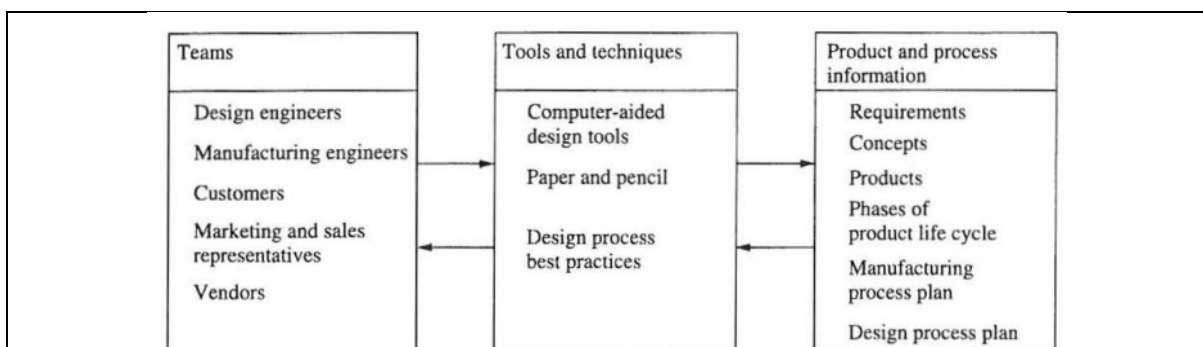 Teams
Design engineers
Manufacturing engineers
Customers
Marketing and sales
representatives
Vendors
Tools and techniques
Computer-aided
design tools
Paper and pencil
Design process
best practices
Product and process
information
Requirements
Concepts
Products
Phases of
product life cycle
Manufacturing
process plan
Design process plan